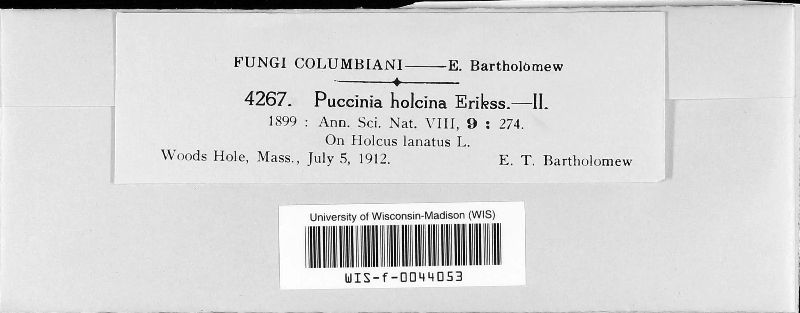 FUNGI COLUMBIANI——E. Bartholomew
4267. Puccinia holcina Erikss.—II.
1899 : Ann. Sci. Nat. VIII, 9 : 274.
On Holcus lanatus L.
Woods Hole, Mass., July 5, 1912. E. T. Bartholomew
University of Wisconsin-Madison (WIS)
WIS-f-0044053